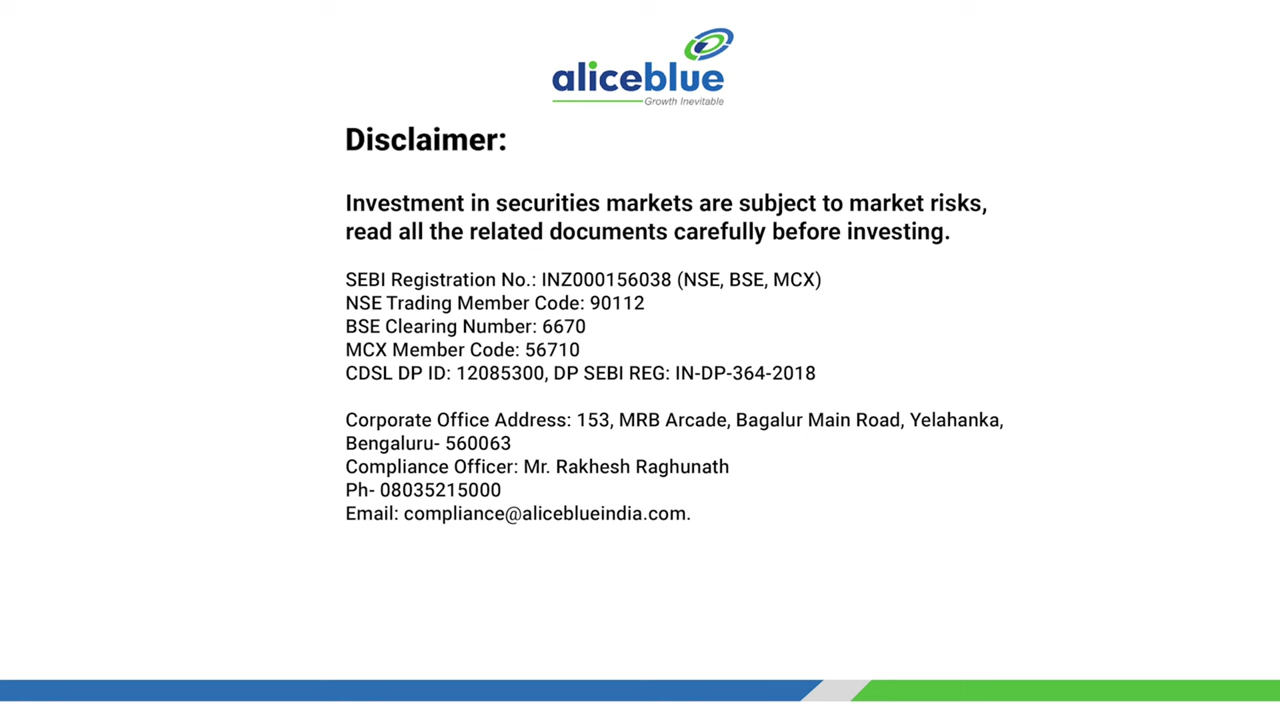 aliceblue
Growth Inevitable
Disclaimer:
Investment in securities markets are subject to market risks,
read all the related documents carefully before investing.
SEBI Registration No.: INZ000156038 (NSE, BSE, MCX)
NSE Trading Member Code: 90112
BSE Clearing Number: 6670
MCX Member Code: 56710
CDSL DP ID: 12085300, DP SEBI REG: IN-DP-364-2018
Corporate Office Address: 153, MRB Arcade, Bagalur Main Road, Yelahanka,
Bengaluru- 560063
Compliance Officer: Mr. Rakhesh Raghunath
Ph- 08035215000
Email: compliance@aliceblueindia.com.